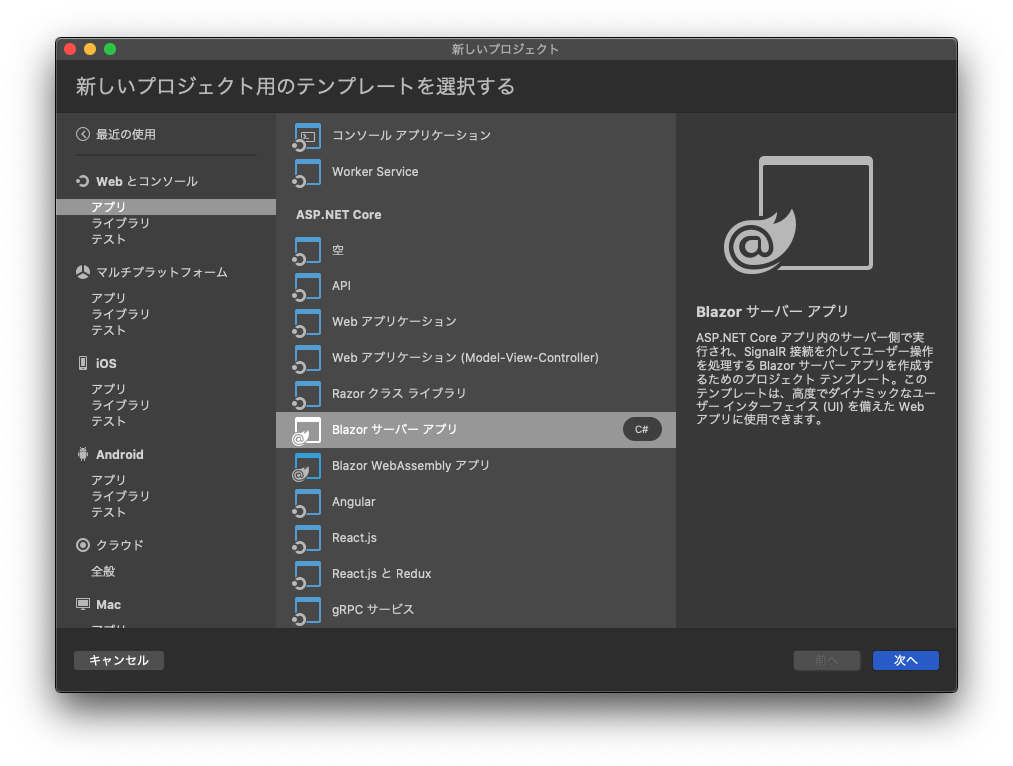 新しいプロジェクト
新しいプロジェクト用のテンプレートを選択する
最近の使用
Web とコンソール
アプリ
ライブラリ
テスト
マルチプラットフォーム
アプリ
ライブラリ
テスト
iOS
アプリ
ライブラリ
テスト
Android
アプリ
ライブラリ
テスト
クラウド
全般
Mac
アプリ
コンソール アプリケーション
Worker Service
ASP.NET Core
空
API
Web アプリケーション
Web アプリケーション (Model-View-Controller)
Razor クラス ライブラリ
Blazor サーバー アプリ
C#
Blazor WebAssembly アプリ
Angular
React.js
React.js と Redux
gRPC サービス
Blazor サーバー アプリ
ASP.NET Core アプリ内のサーバー側で実
行され、SignalR 接続を介してユーザー操作
を処理する Blazor サーバー アプリを作成す
るためのプロジェクト テンプレート。この
テンプレートは、高度でダイナミックなユー
ザー インターフェイス (UI) を備えた Web
アプリに使用できます。
キャンセル
前へ
次へ